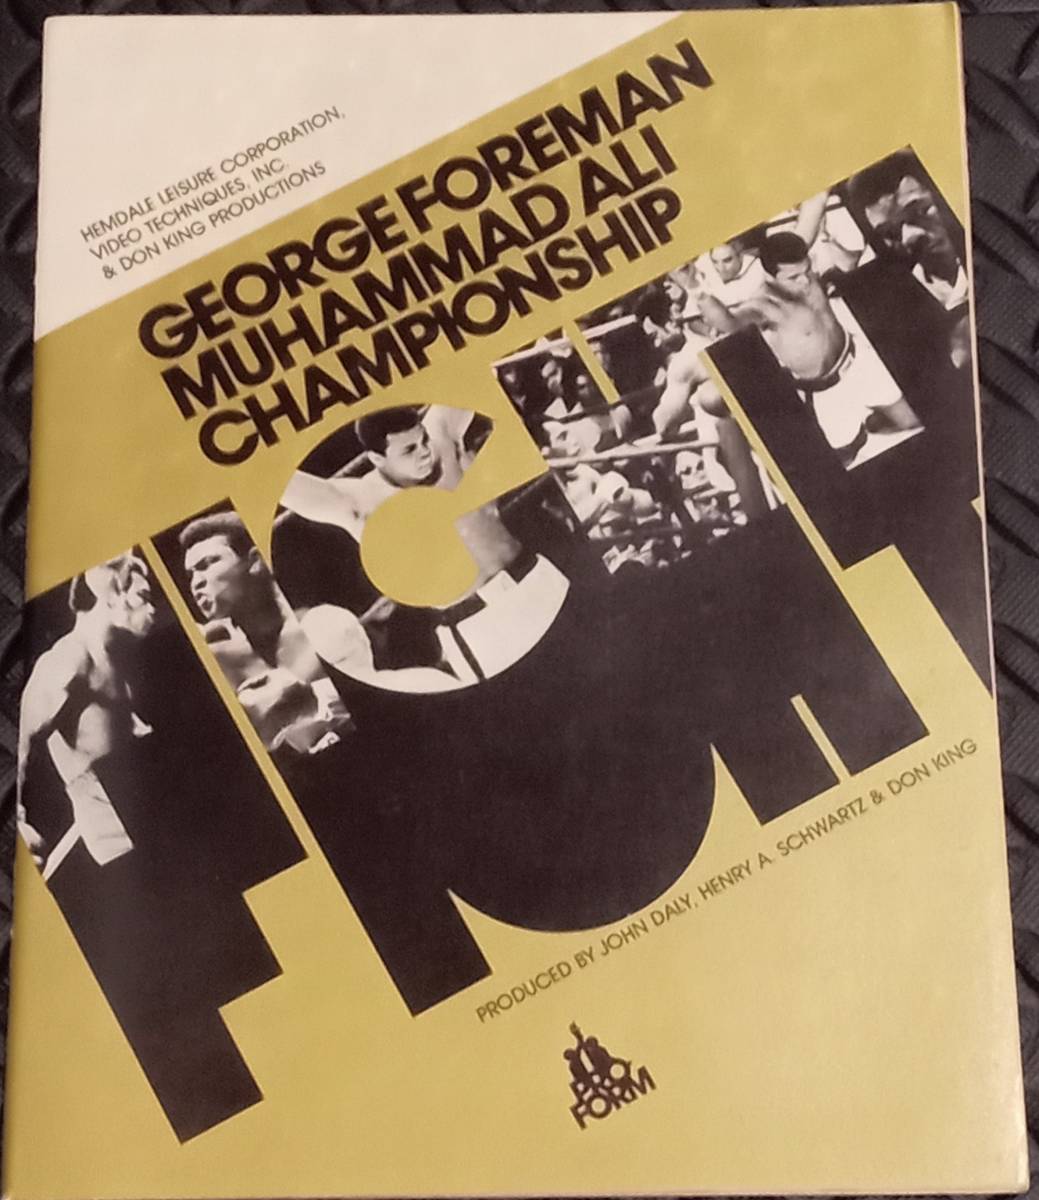 HEMDALE LEISURE CORPORATION,
VIDEO TECHNIQUES, INC.
& DON KING PRODUCTIONS
GEORGE FOREMAN
MUHAMMAD ALI
CHAMPIONSHIP
FIGHT
PRODUCED BY JOHN DALY, HENRY A. SCHWARTZ & DON KING
PRO
FORM